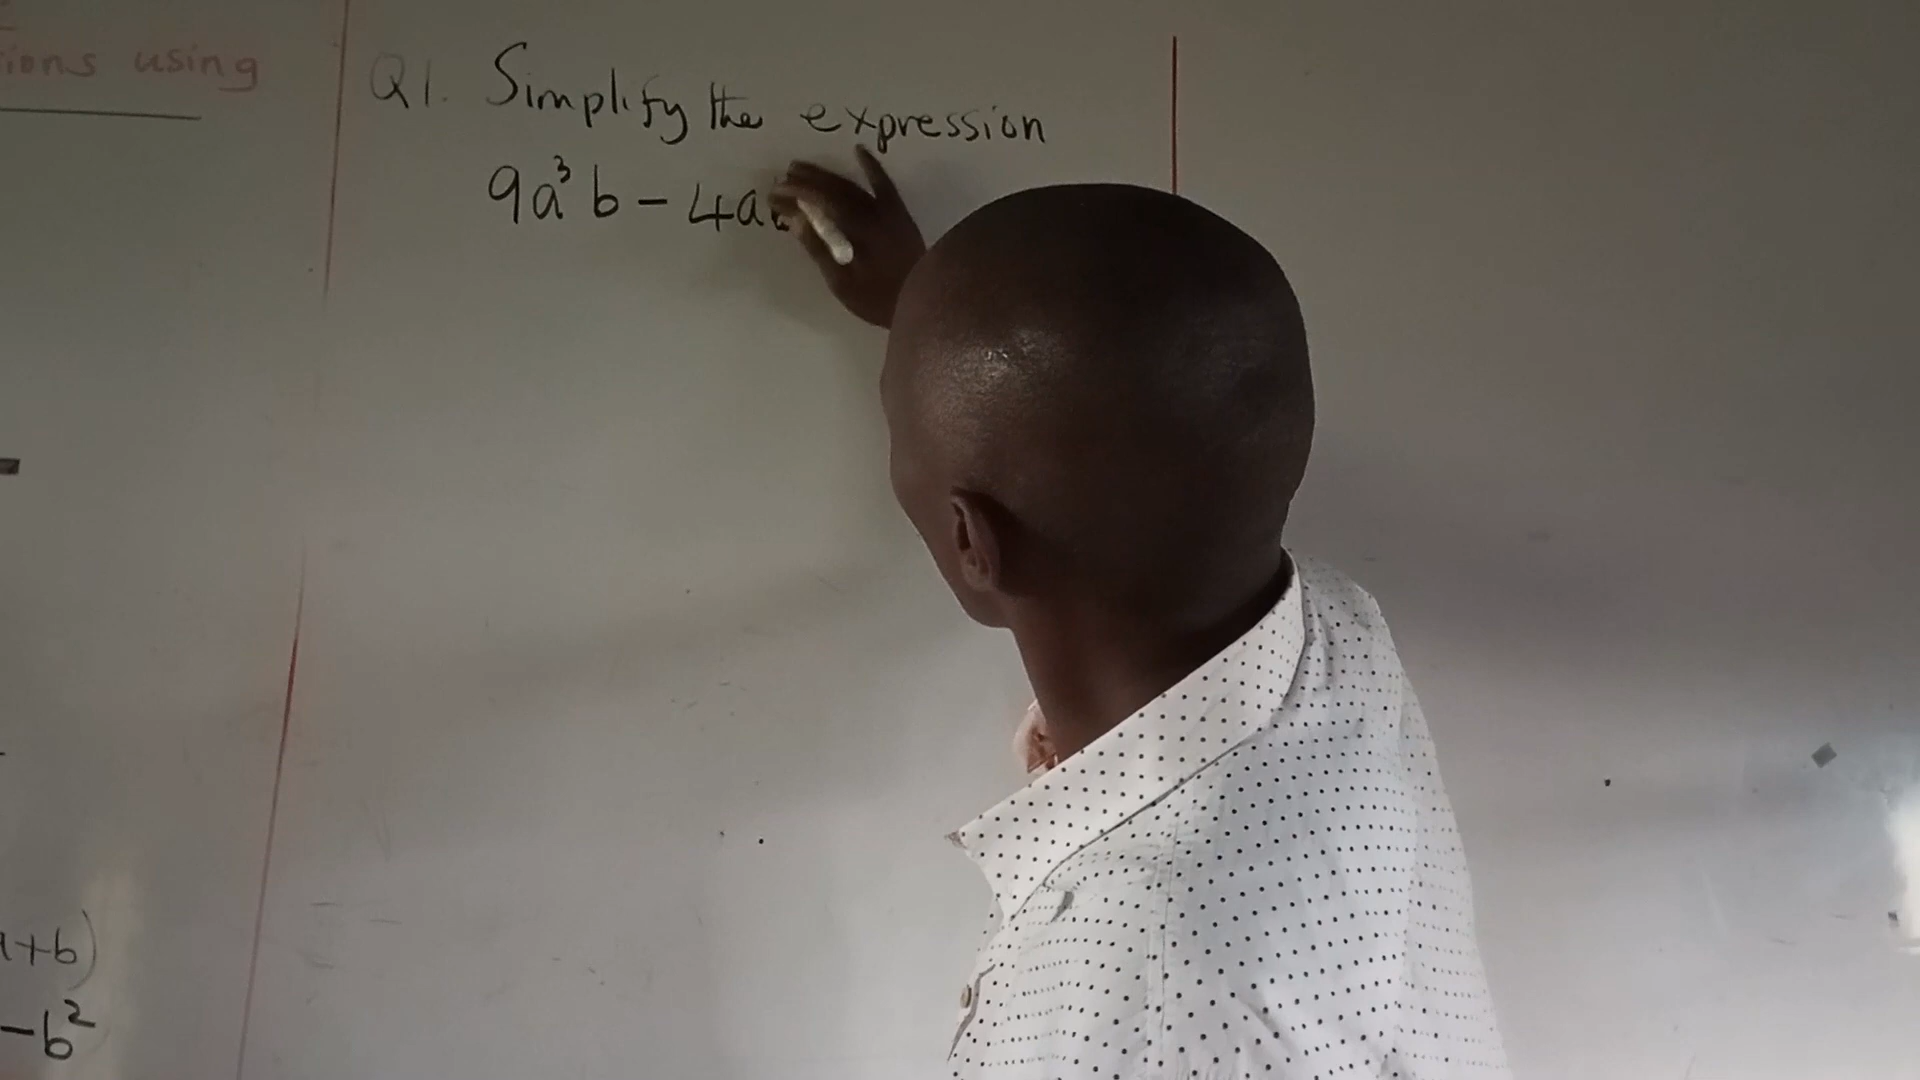 ions using
Q1. Simplify the expression
9a³b - 4a
a+b)
-b²